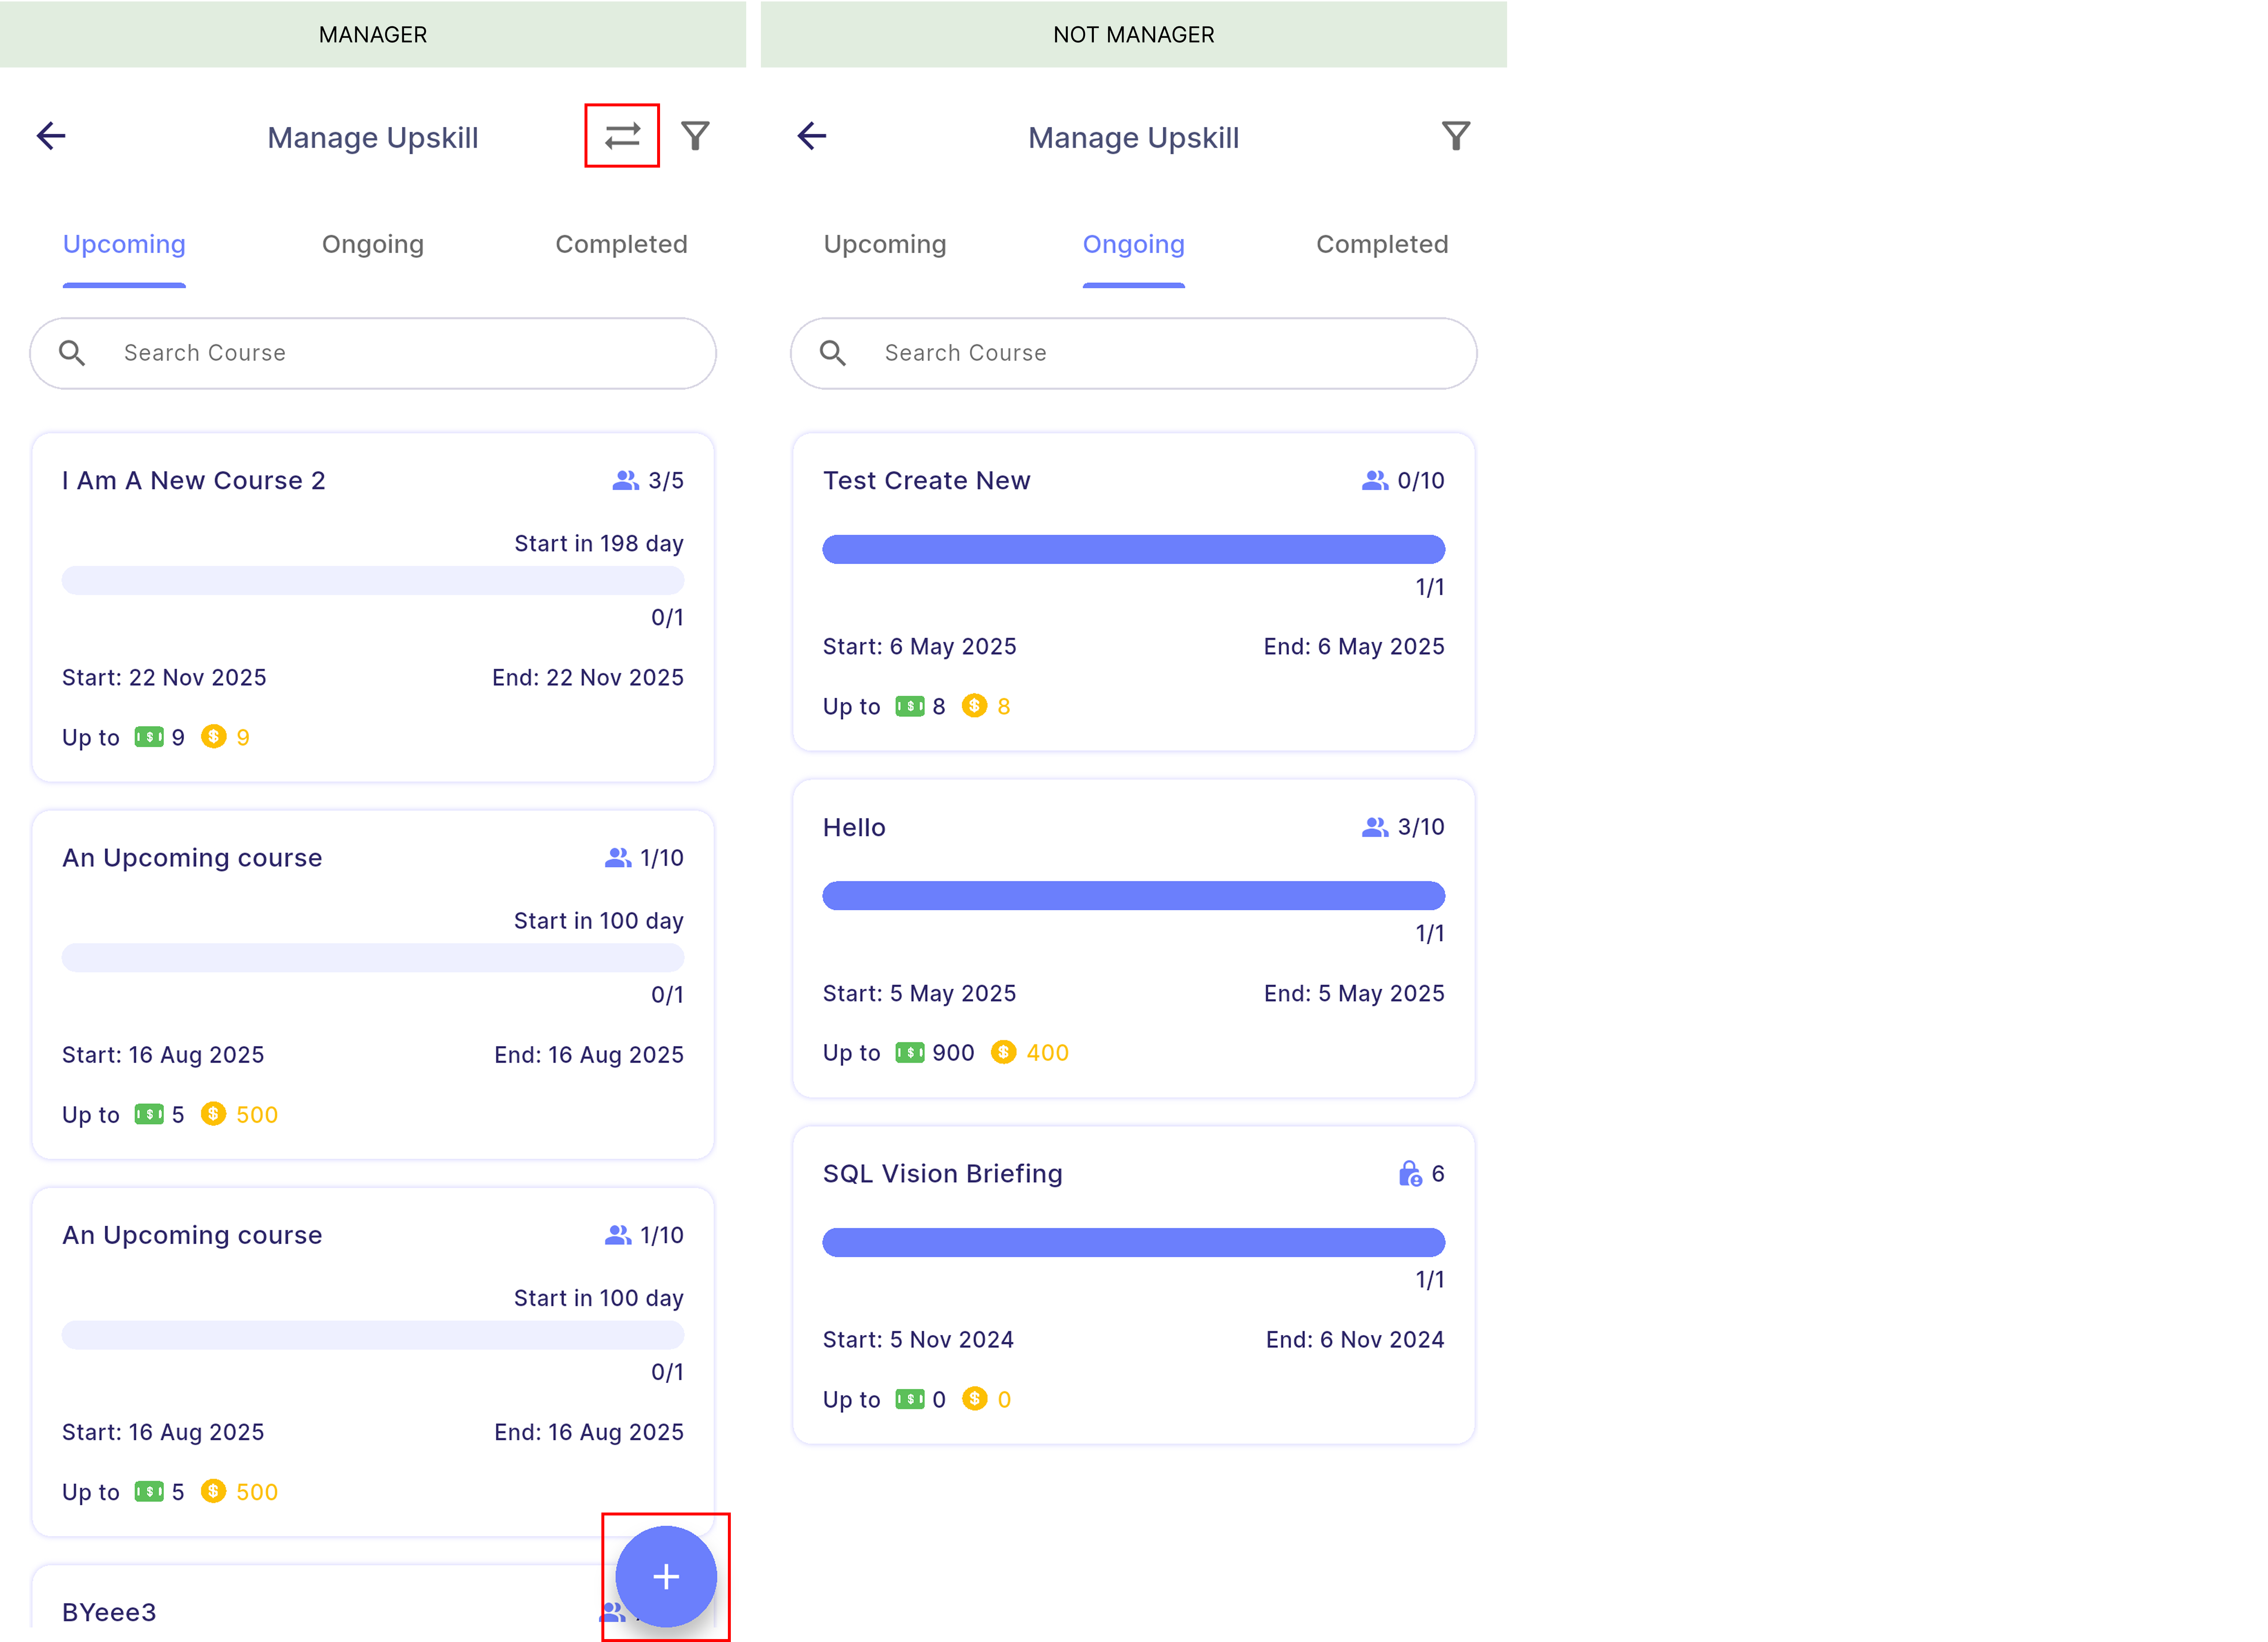 MANAGER
Manage Upskill
Upcoming Ongoing Completed
Search Course
I Am A New Course 2 3/5
Start in 198 day
0/1
Start: 22 Nov 2025 End: 22 Nov 2025
Up to 9 9
An Upcoming course 1/10
Start in 100 day
0/1
Start: 16 Aug 2025 End: 16 Aug 2025
Up to 5 500
An Upcoming course 1/10
Start in 100 day
0/1
Start: 16 Aug 2025 End: 16 Aug 2025
Up to 5 500
BYeee3
NOT MANAGER
Manage Upskill
Upcoming Ongoing Completed
Search Course
Test Create New 0/10
1/1
Start: 6 May 2025 End: 6 May 2025
Up to 8 8
Hello 3/10
1/1
Start: 5 May 2025 End: 5 May 2025
Up to 900 400
SQL Vision Briefing 6
1/1
Start: 5 Nov 2024 End: 6 Nov 2024
Up to 0 0